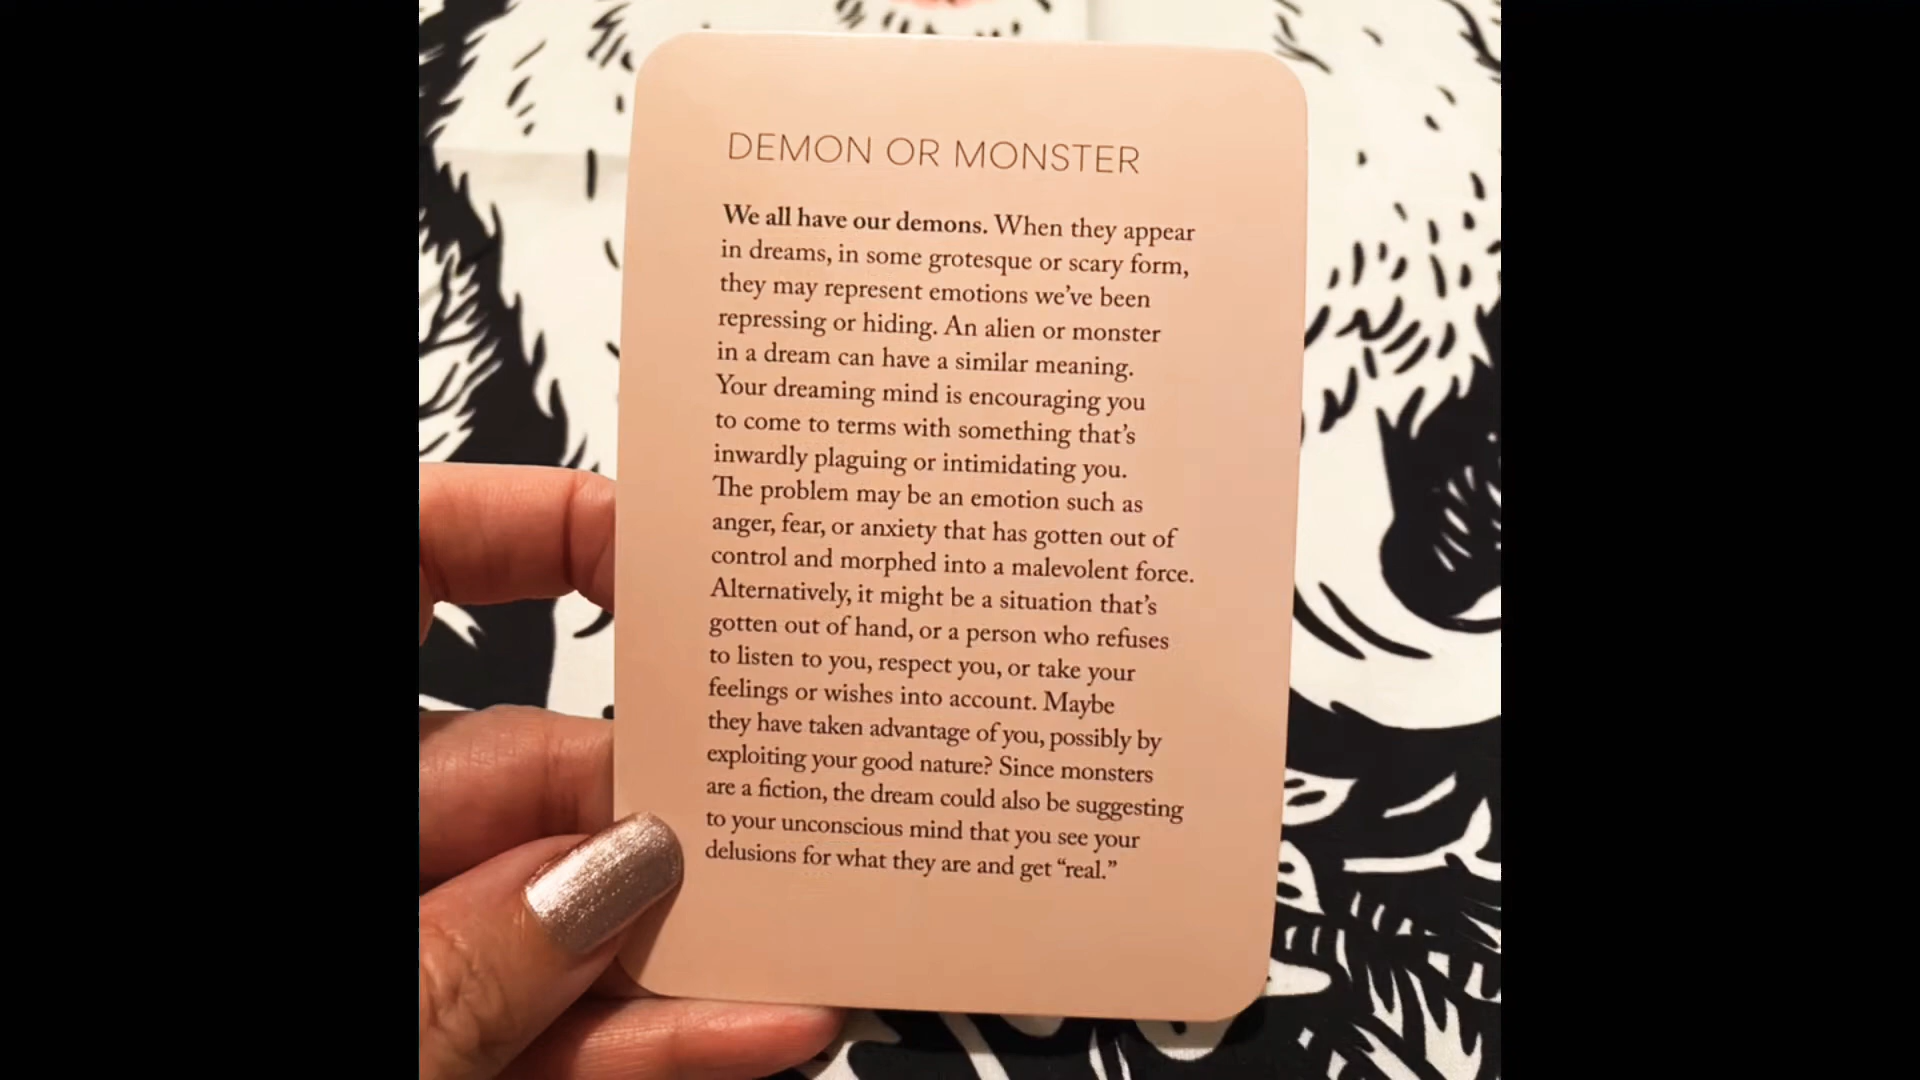 DEMON OR MONSTER
We all have our demons. When they appear
in dreams, in some grotesque or scary form,
they may represent emotions we've been
repressing or hiding. An alien or monster
in a dream can have a similar meaning.
Your dreaming mind is encouraging you
to come to terms with something that's
inwardly plaguing or intimidating you.
The problem may be an emotion such as
anger, fear, or anxiety that has gotten out of
control and morphed into a malevolent force.
Alternatively, it might be a situation that's
gotten out of hand, or a person who refuses
to listen to you, respect you, or take your
feelings or wishes into account. Maybe
they have taken advantage of you, possibly by
exploiting your good nature? Since monsters
are a fiction, the dream could also be suggesting
to your unconscious mind that you see your
delusions for what they are and get “real.”